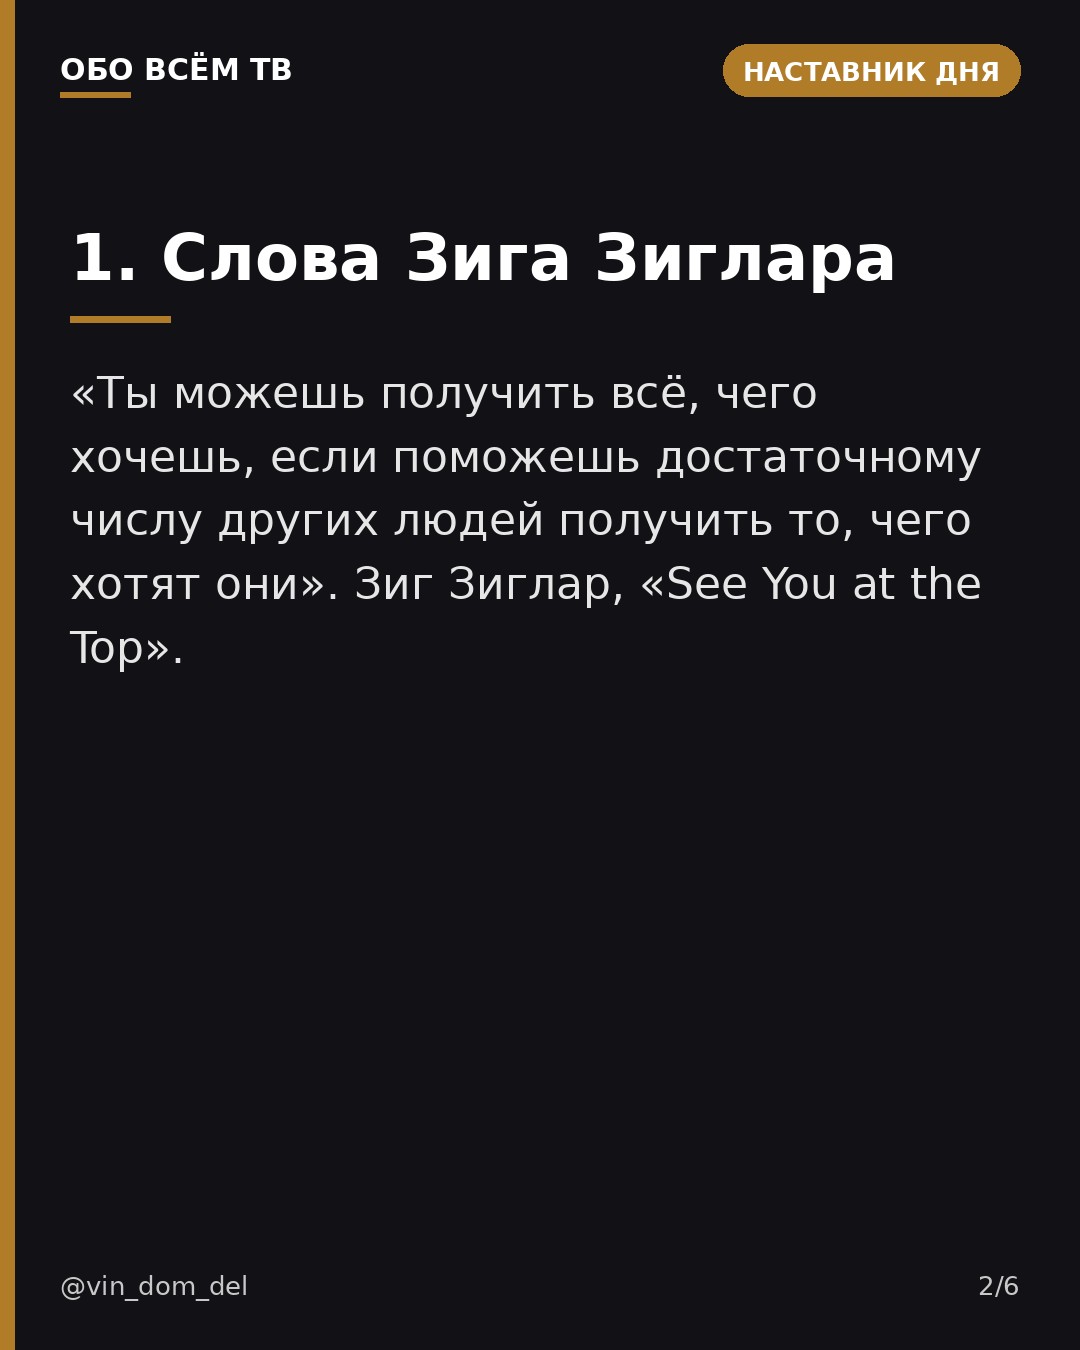 ОБО ВСЁМ ТВ
НАСТАВНИК ДНЯ
1. Слова Зига Зиглара
«Ты можешь получить всё, чего
хочешь, если поможешь достаточному
числу других людей получить то, чего
хотят они». Зиг Зиглар, «See You at the
Top».
@vin_dom_del
2/6